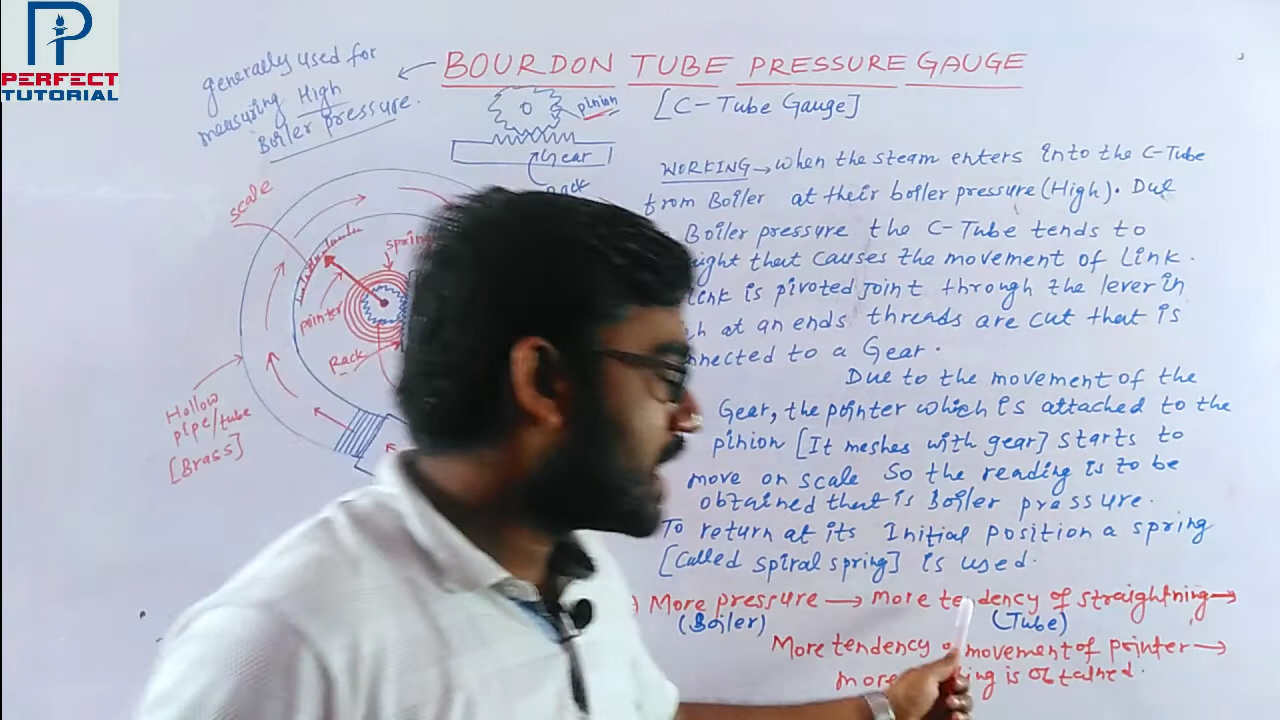 PERFECT
TUTORIAL
generally used for
measuring High
Boiler pressure.
BOURDON TUBE PRESSURE GAUGE
[C-Tube Gauge]
pinion
Gear
Rack
scale
spring
pointer
Rack
Hollow
pipe/tube
[Brass]
WORKING → when the steam enters into the C-Tube
from Boiler at their boiler pressure (High). Due
Boiler pressure the C-Tube tends to
that causes the movement of link.
is pivoted joint through the lever in
at an ends threads are cut that is
to a Gear.
Due to the movement of the
Gear, the pointer which is attached to the
pinion [It meshes with gear] starts to
move on scale so the reading is to be
obtained that is Boiler pressure.
To return at its Initial position a spring
[called spiral spring] is used.
More pressure → More tendency of straightning →
(Boiler) (Tube)
More tendency movement of pointer →
more is obtained.